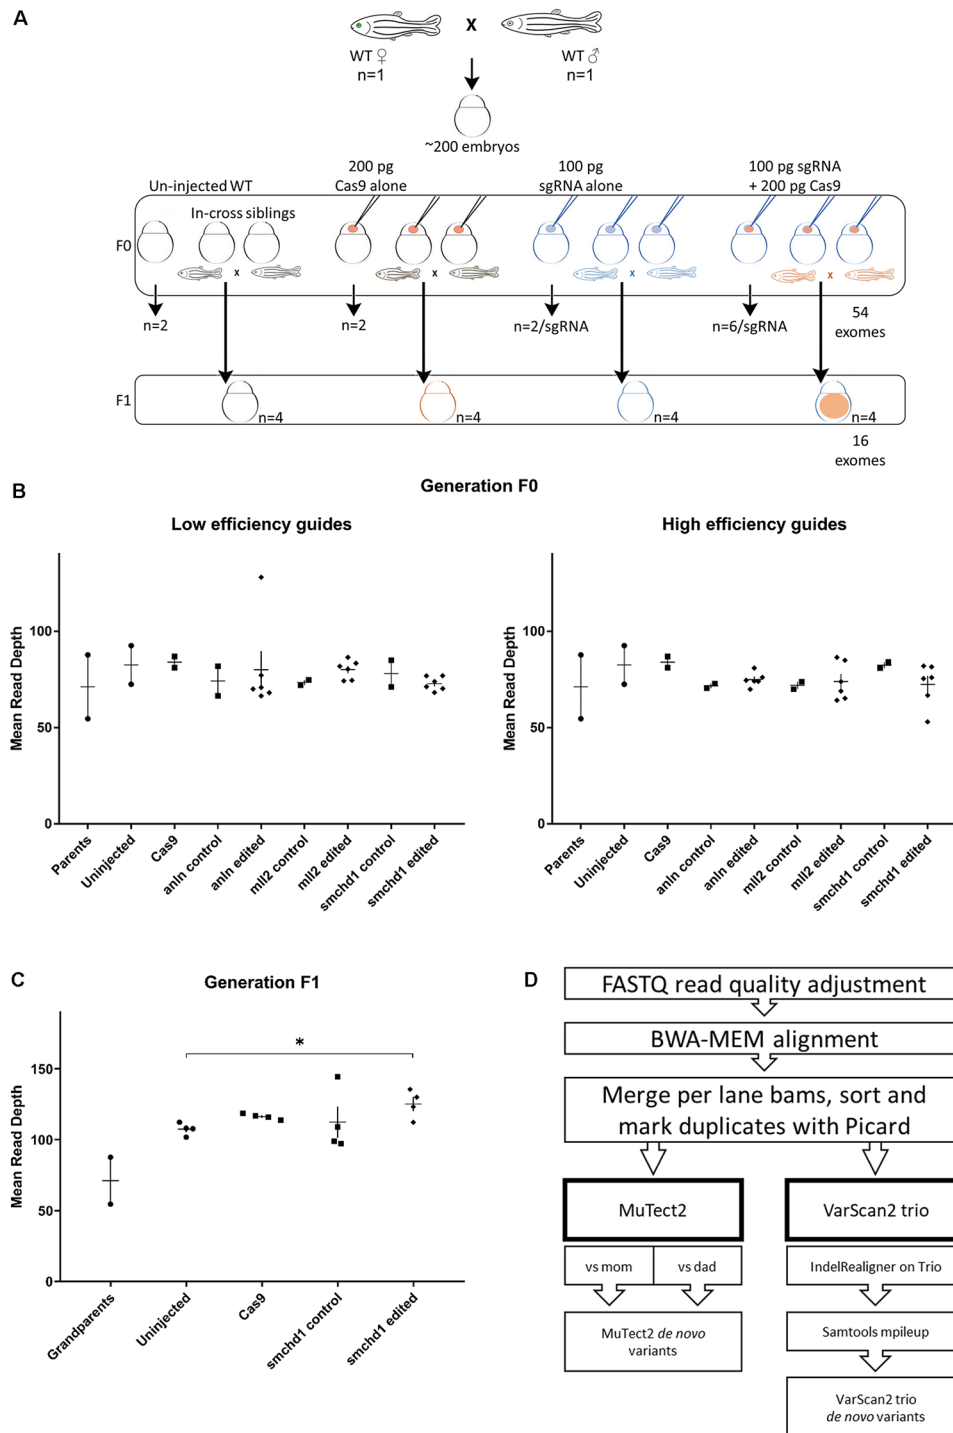 A
X
WT ♀
n=1
WT ♂
n=1
~200 embryos
Un-injected WT
200 pg
Cas9 alone
100 pg
sgRNA alone
100 pg sgRNA
+ 200 pg Cas9
In-cross siblings
F0
x
x
x
x
n=2
n=2
n=2/sgRNA
n=6/sgRNA
54
exomes
F1
n=4
n=4
n=4
n=4
16
exomes
B
Generation F0
Low efficiency guides
Mean Read Depth
100
50
0
Parents
Uninjected
Cas9
anln control
anln edited
mll2 control
mll2 edited
smchd1 control
smchd1 edited
High efficiency guides
Mean Read Depth
100
50
0
Parents
Uninjected
Cas9
anln control
anln edited
mll2 control
mll2 edited
smchd1 control
smchd1 edited
C
Generation F1
Mean Read Depth
150
100
50
0
*
Grandparents
Uninjected
Cas9
smchd1 control
smchd1 edited
D
FASTQ read quality adjustment
BWA-MEM alignment
Merge per lane bams, sort and
mark duplicates with Picard
MuTect2
VarScan2 trio
vs mom
vs dad
IndelRealigner on Trio
MuTect2 de novo
variants
Samtools mpileup
VarScan2 trio
de novo variants